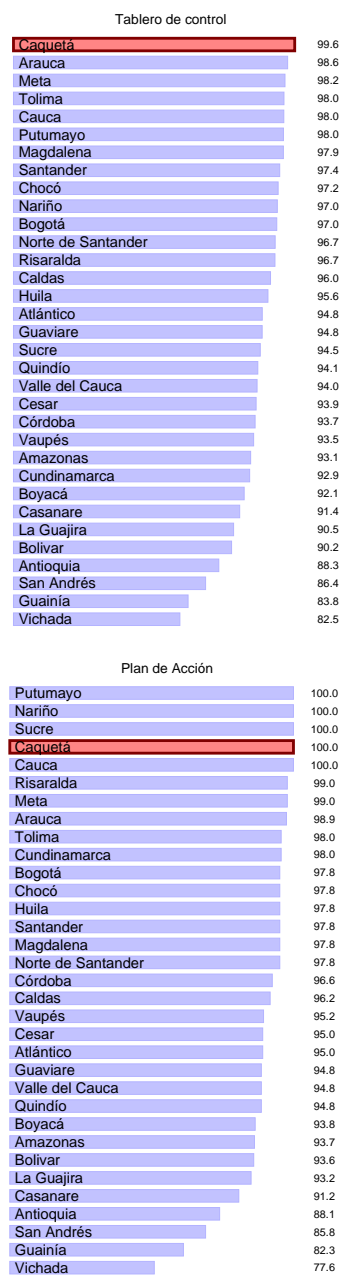 Tablero de control
Caquetá 99.6
Arauca 98.6
Meta 98.2
Tolima 98.0
Cauca 98.0
Putumayo 98.0
Magdalena 97.9
Santander 97.4
Chocó 97.2
Nariño 97.0
Bogotá 97.0
Norte de Santander 96.7
Risaralda 96.7
Caldas 96.0
Huila 95.6
Atlántico 94.8
Guaviare 94.8
Sucre 94.5
Quindío 94.1
Valle del Cauca 94.0
Cesar 93.9
Córdoba 93.7
Vaupés 93.5
Amazonas 93.1
Cundinamarca 92.9
Boyacá 92.1
Casanare 91.4
La Guajira 90.5
Bolivar 90.2
Antioquia 88.3
San Andrés 86.4
Guainía 83.8
Vichada 82.5
Plan de Acción
Putumayo 100.0
Nariño 100.0
Sucre 100.0
Caquetá 100.0
Cauca 100.0
Risaralda 99.0
Meta 99.0
Arauca 98.9
Tolima 98.0
Cundinamarca 98.0
Bogotá 97.8
Chocó 97.8
Huila 97.8
Santander 97.8
Magdalena 97.8
Norte de Santander 97.8
Córdoba 96.6
Caldas 96.2
Vaupés 95.2
Cesar 95.0
Atlántico 95.0
Guaviare 94.8
Valle del Cauca 94.8
Quindío 94.8
Boyacá 93.8
Amazonas 93.7
Bolivar 93.6
La Guajira 93.2
Casanare 91.2
Antioquia 88.1
San Andrés 85.8
Guainía 82.3
Vichada 77.6